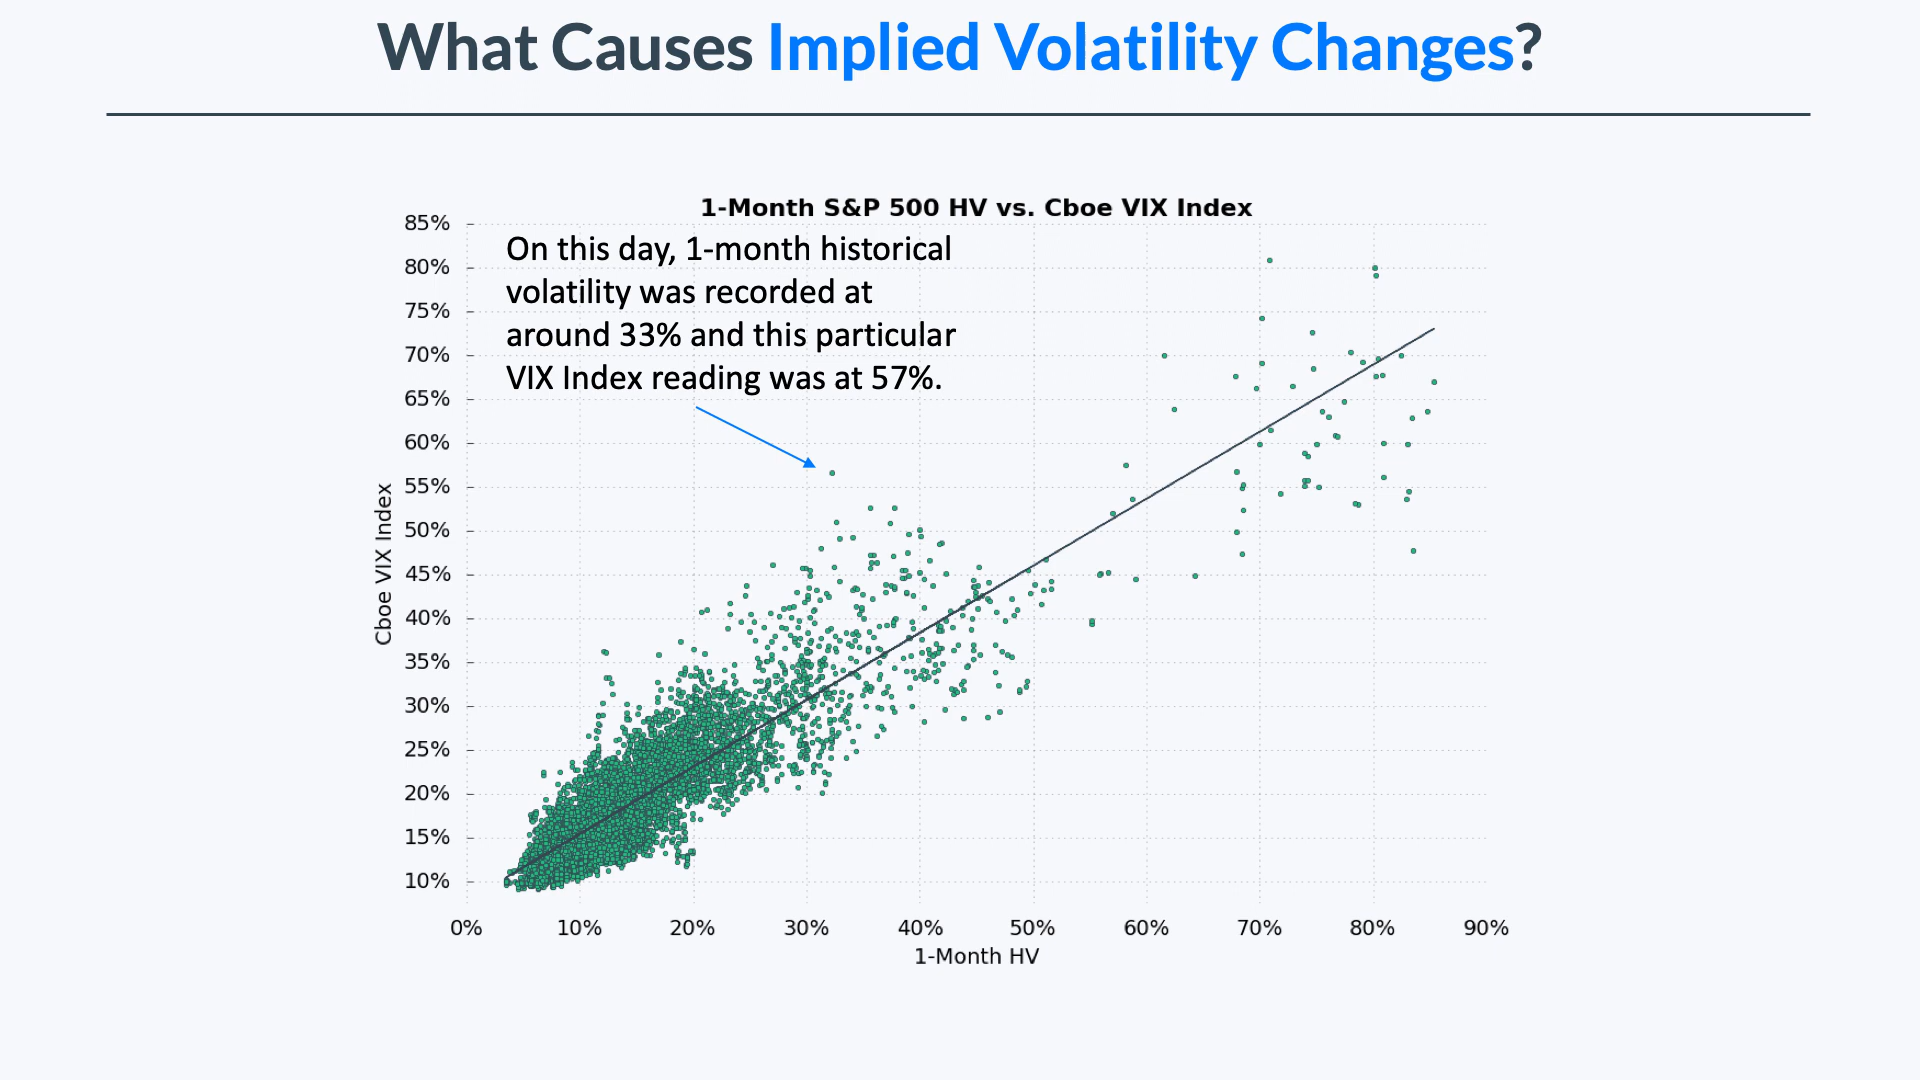 What Causes Implied Volatility Changes?
1-Month S&P 500 HV vs. Cboe VIX Index
On this day, 1-month historical
volatility was recorded at
around 33% and this particular
VIX Index reading was at 57%.
85%
80%
75%
70%
65%
60%
55%
50%
45%
40%
35%
30%
25%
20%
15%
10%
Cboe VIX Index
0% 10% 20% 30% 40% 50% 60% 70% 80% 90%
1-Month HV